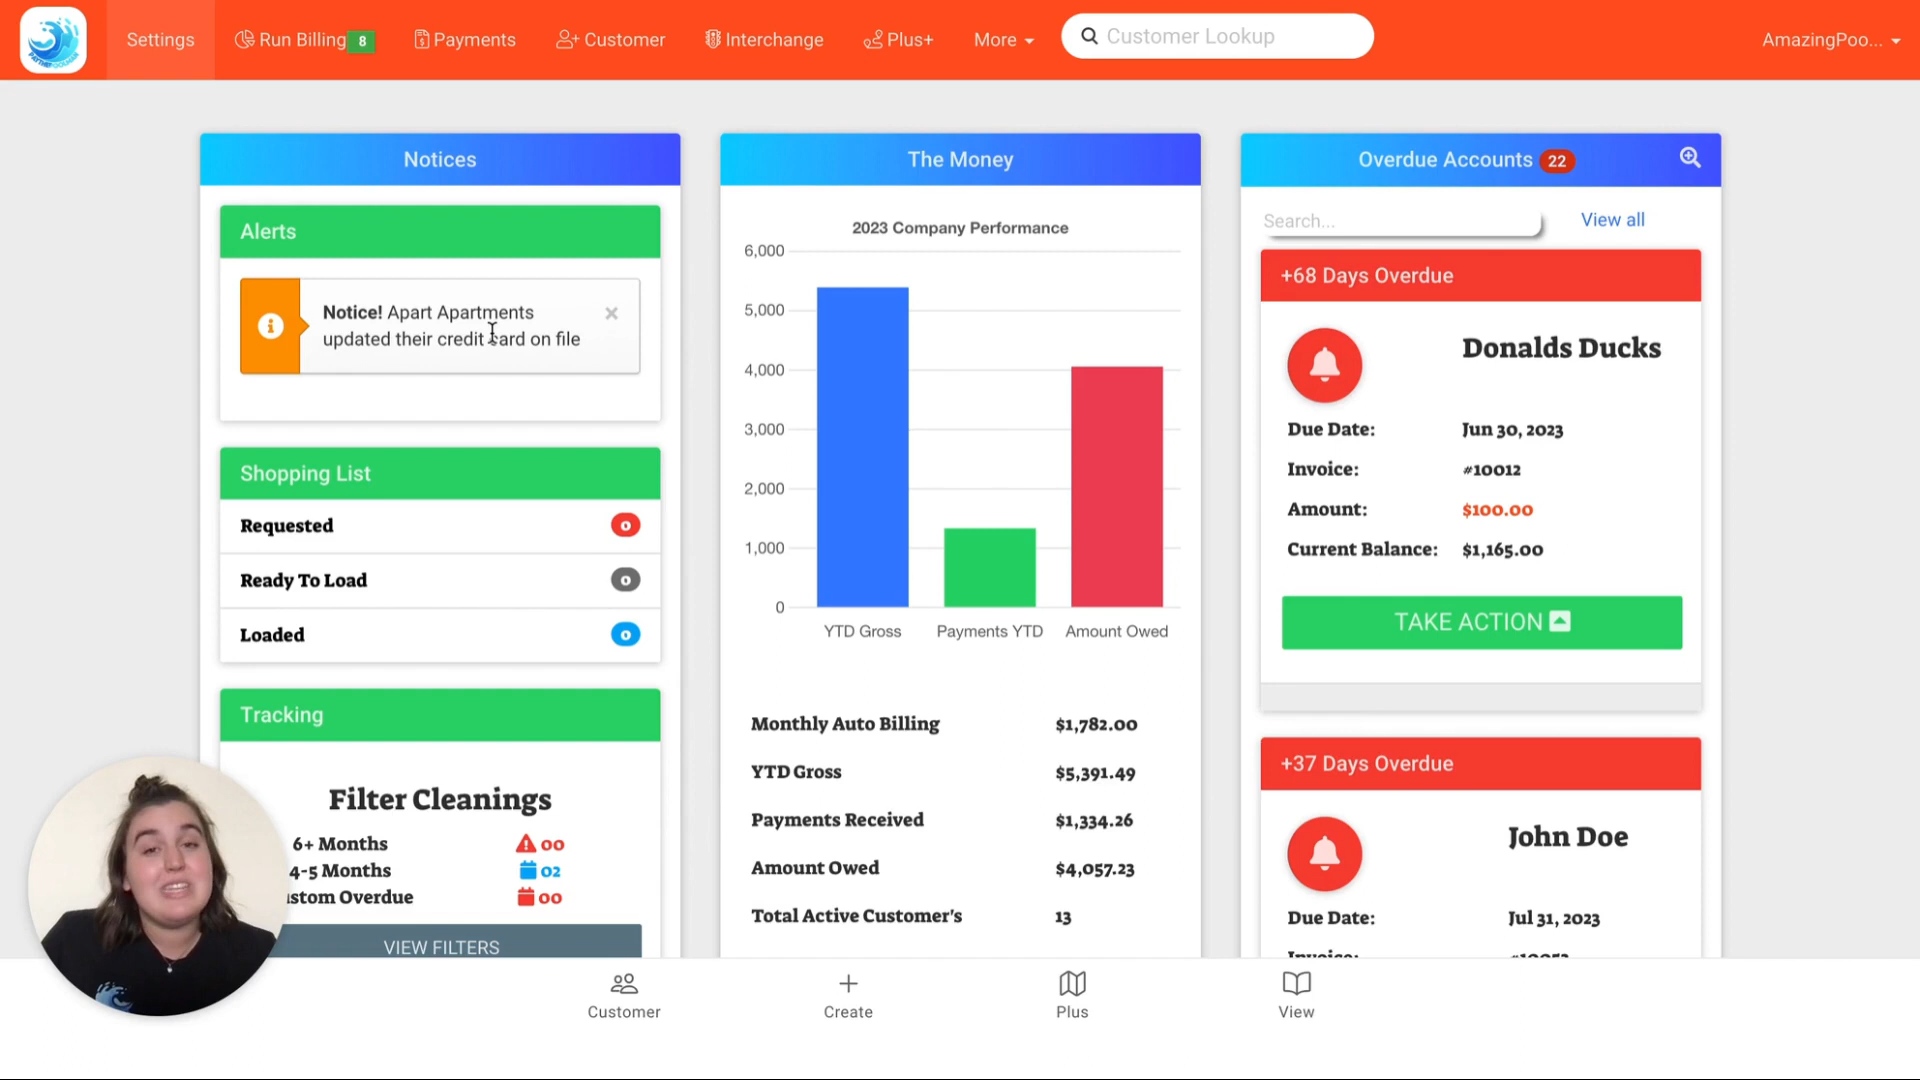 Settings
Run Billing 8
Payments
Customer
Interchange
Plus+
More
Customer Lookup
AmazingPoo...
Notices
Alerts
Notice! Apart Apartments
updated their credit card on file
×
Shopping List
Requested 0
Ready To Load 0
Loaded 0
Tracking
Filter Cleanings
6+ Months 00
4-5 Months 02
stom Overdue 00
VIEW FILTERS
The Money
2023 Company Performance
6,000
5,000
4,000
3,000
2,000
1,000
0
YTD Gross Payments YTD Amount Owed
Monthly Auto Billing $1,782.00
YTD Gross $5,391.49
Payments Received $1,334.26
Amount Owed $4,057.23
Total Active Customer's 13
Overdue Accounts 22
Search... View all
+68 Days Overdue
Donalds Ducks
Due Date: Jun 30, 2023
Invoice: #10012
Amount: $100.00
Current Balance: $1,165.00
TAKE ACTION
+37 Days Overdue
John Doe
Due Date: Jul 31, 2023
Customer
Create
Plus
View